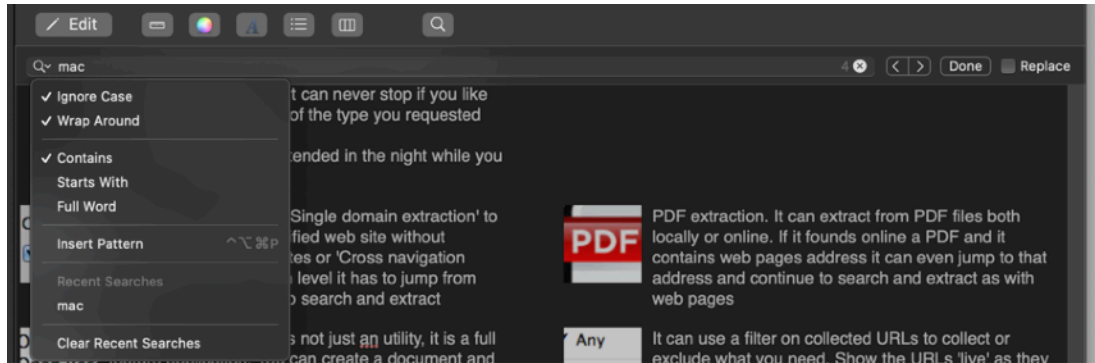 Edit
mac
4
Done
Replace
Ignore Case
Wrap Around
Contains
Starts With
Full Word
Insert Pattern ^⌥⌘P
Recent Searches
mac
Clear Recent Searches
t can never stop if you like
of the type you requested
tended in the night while you
Single domain extraction' to
ified web site without
tes or 'Cross navigation
level it has to jump from
search and extract
s not just an utility, it is a full
can create a document and
PDF
PDF extraction. It can extract from PDF files both
locally or online. If it founds online a PDF and it
contains web pages address it can even jump to that
address and continue to search and extract as with
web pages
Any
It can use a filter on collected URLs to collect or
exclude what you need. Show the URLs 'live' as they